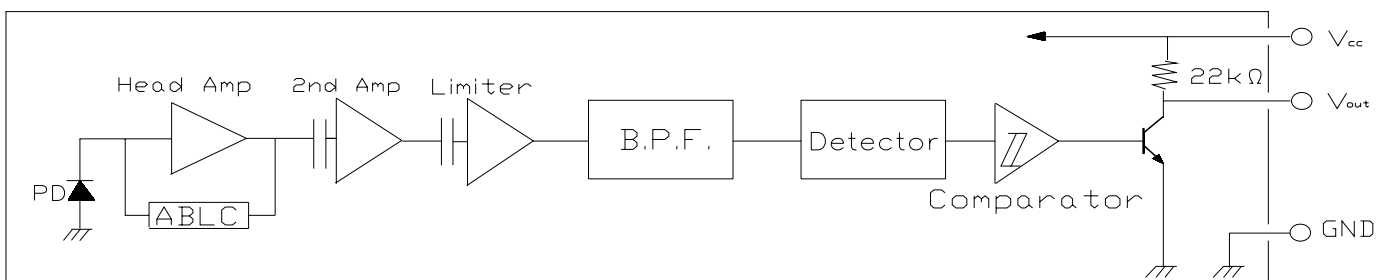 Head Amp
2nd Amp
Limiter
Vcc
22kΩ
Vout
B.P.F.
Detector
PD
ABLC
Comparator
GND